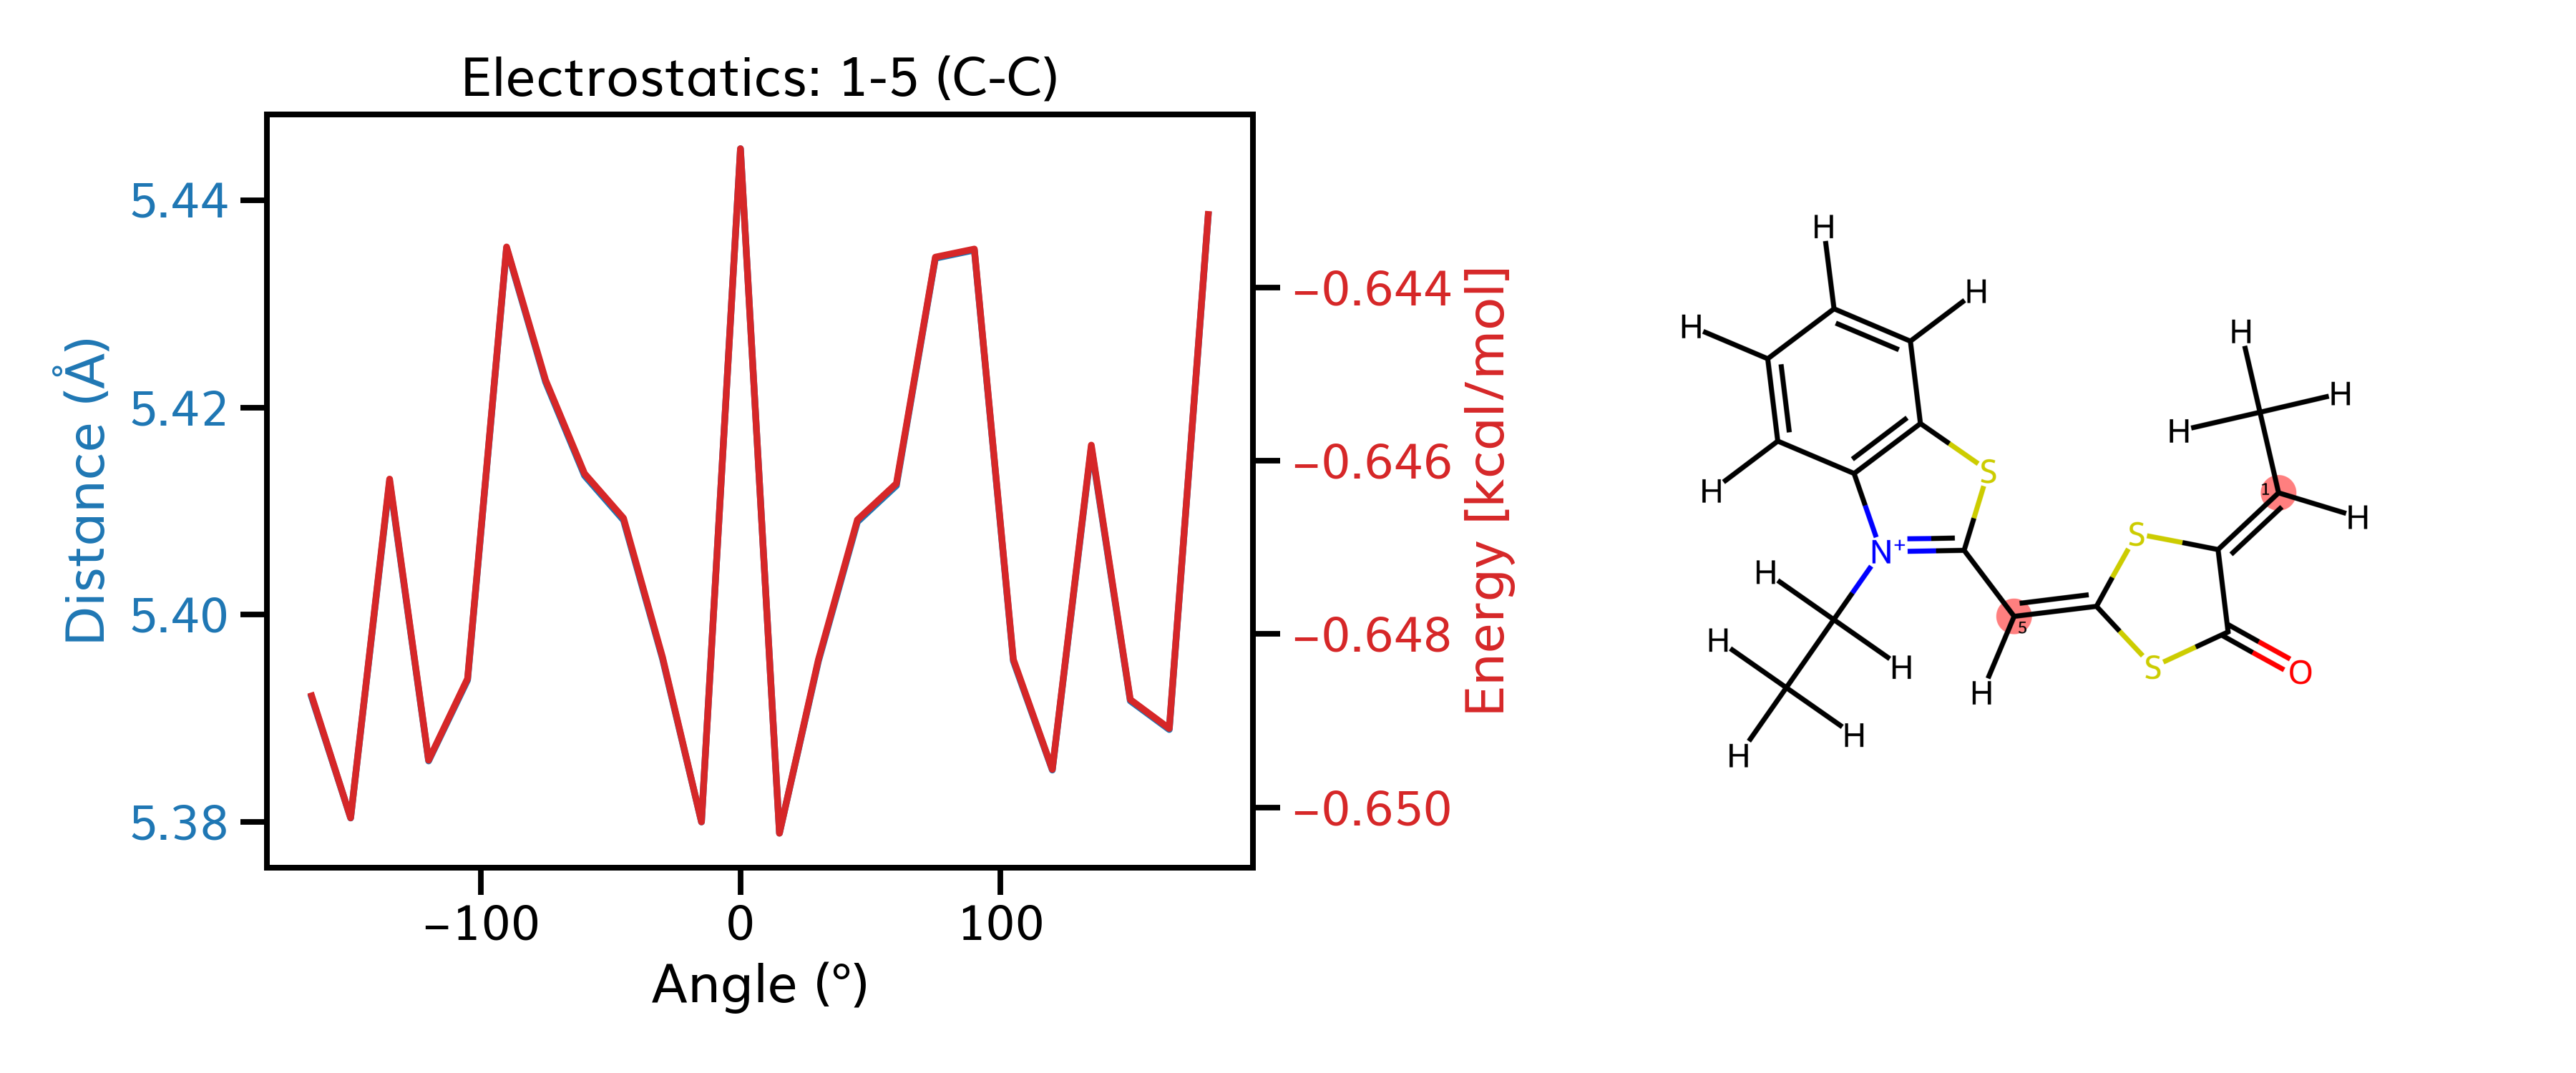 Electrostatics: 1-5 (C-C)
Distance (Å)
5.44
5.42
5.40
5.38
−0.644
−0.646
−0.648
−0.650
Energy [kcal/mol]
−100 0 100
Angle (°)
H
H
H
H
H
H
H
S
1
H
H
S
N+
H
H
H
5
S
O
H
H
H